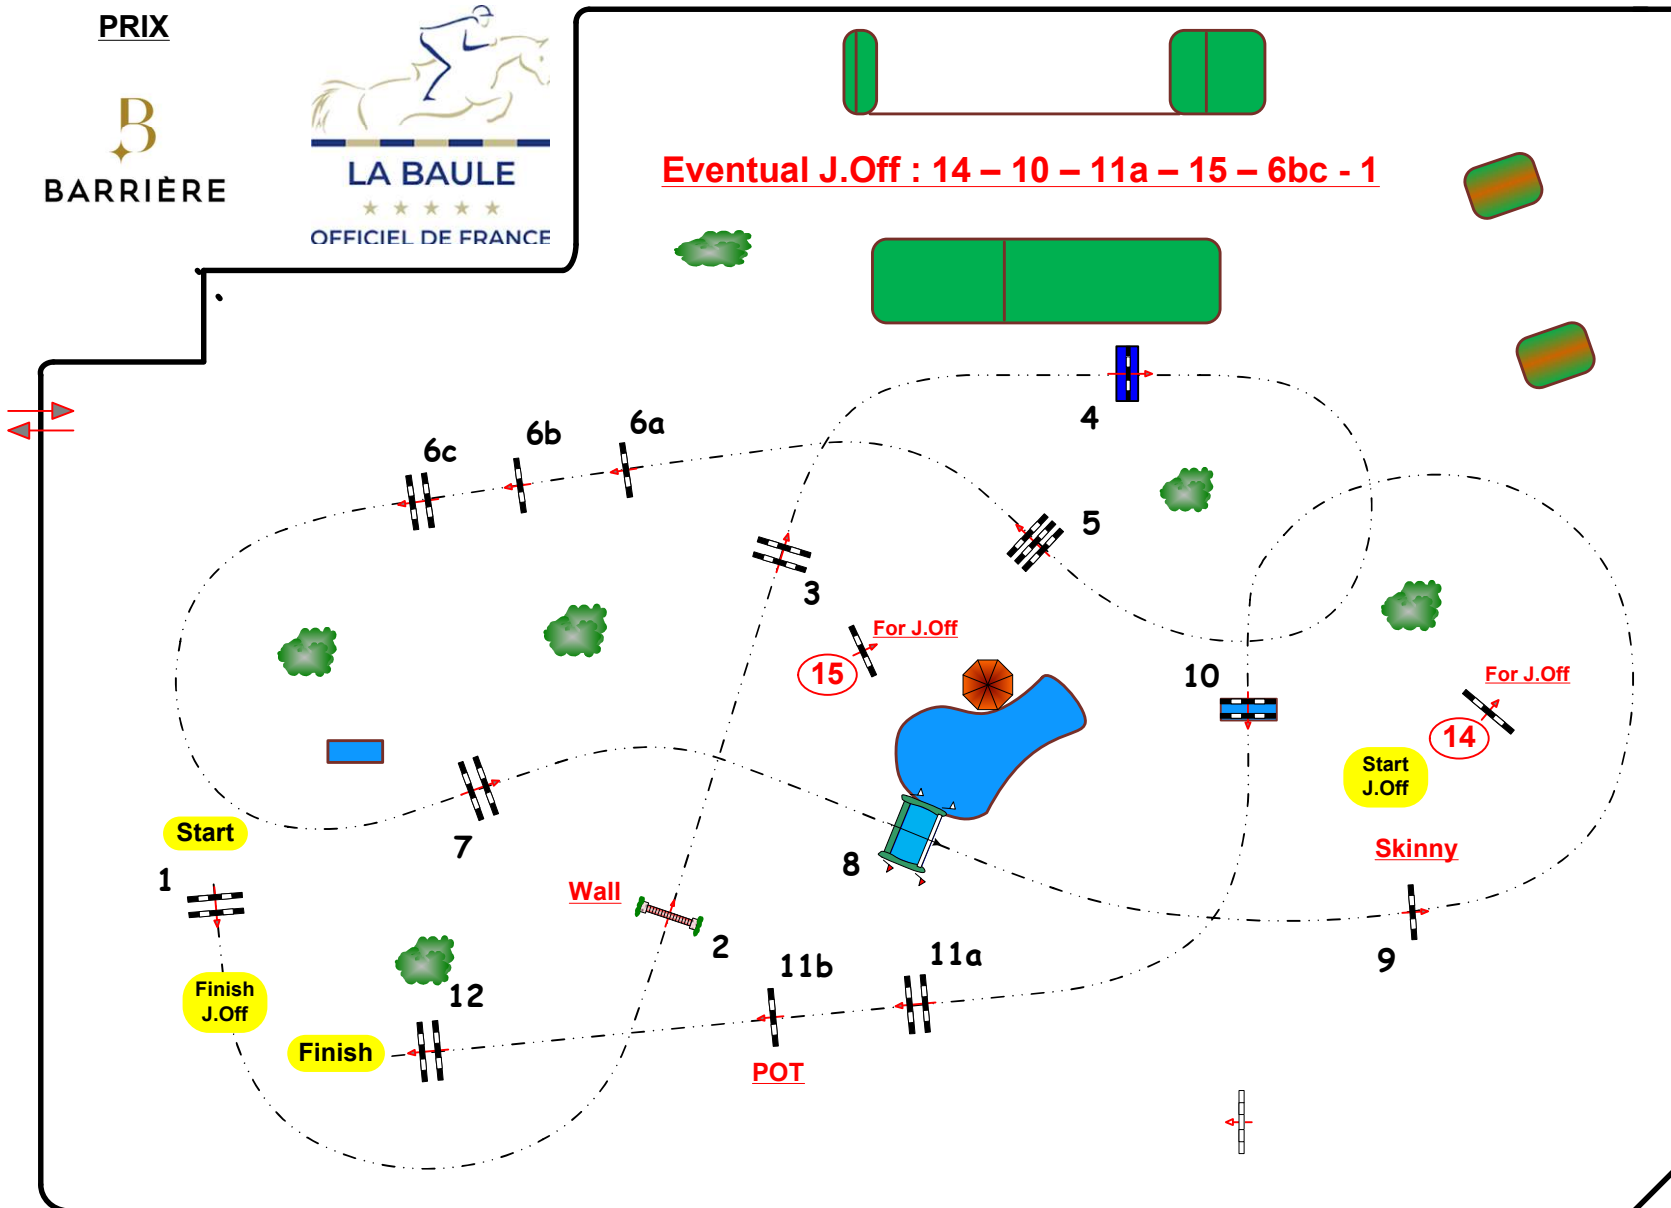 PRIX
B
BARRIÈRE
LA BAULE
OFFICIEL DE FRANCE
Eventual J.Off : 14 – 10 – 11a – 15 – 6bc - 1
4
6a
6b
6c
5
3
For J.Off
15
10
For J.Off
14
Start
J.Off
7
Start
Skinny
8
1
Wall
2
9
11a
11b
12
Finish
J.Off
Finish
POT